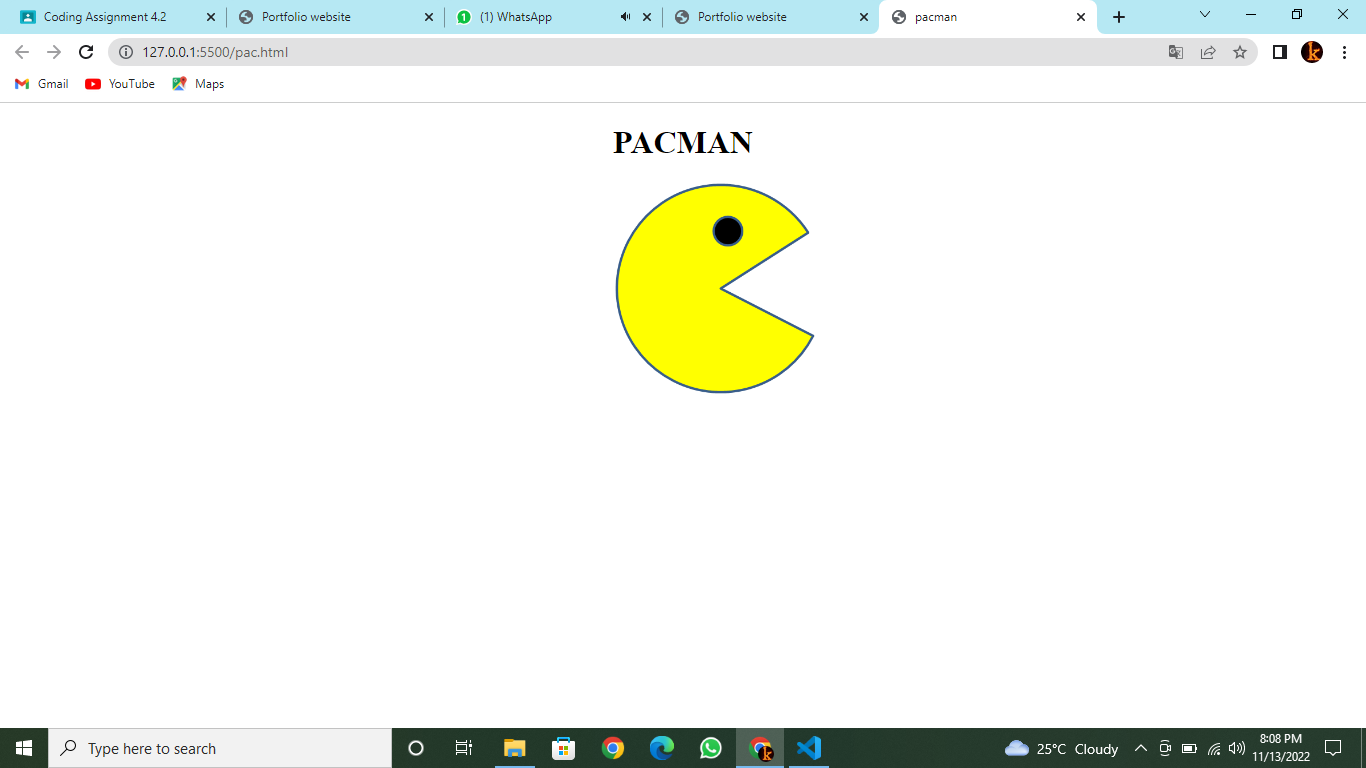 Coding Assignment 4.2
Portfolio website
1
(1) WhatsApp
Portfolio website
pacman
127.0.0.1:5500/pac.html
k
Gmail
YouTube
Maps
PACMAN
Type here to search
k
25°C Cloudy
8:08 PM
11/13/2022